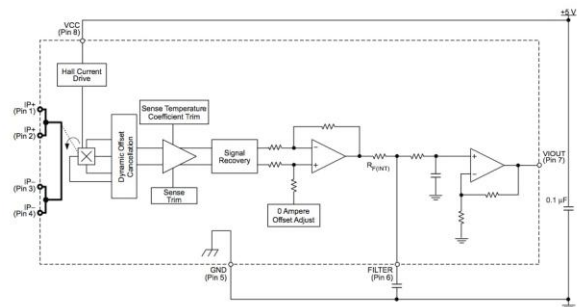 +5 V
VCC
(Pin 8)
Hall Current
Drive
IP+
(Pin 1)
IP+
(Pin 2)
IP−
(Pin 3)
IP−
(Pin 4)
Dynamic Offset
Cancellation
Sense Temperature
Coefficient Trim
Sense
Trim
Signal
Recovery
0 Ampere
Offset Adjust
RF(INT)
VIOUT
(Pin 7)
0.1 µF
GND
(Pin 5)
FILTER
(Pin 6)